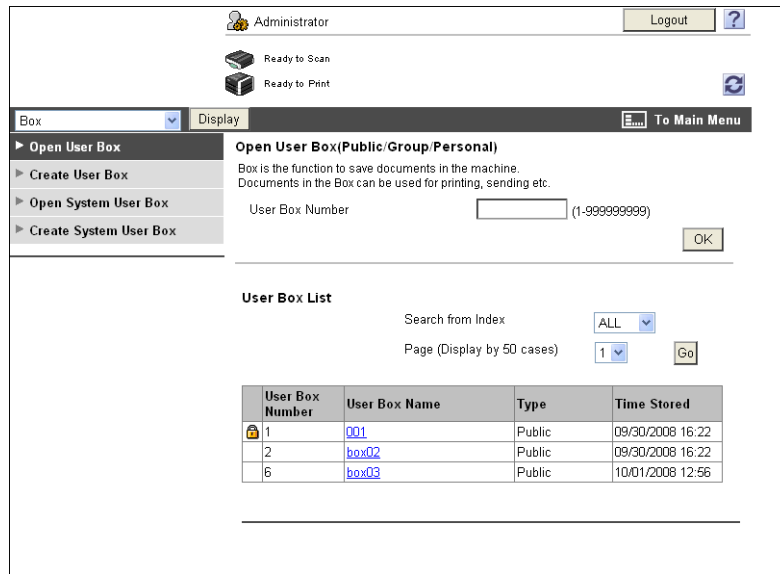 Administrator
Logout
?
Ready to Scan
Ready to Print
Box
Display
To Main Menu
Open User Box
Create User Box
Open System User Box
Create System User Box
Open User Box(Public/Group/Personal)
Box is the function to save documents in the machine.
Documents in the Box can be used for printing, sending etc.
User Box Number (1-999999999)
OK
User Box List
Search from Index ALL
Page (Display by 50 cases) 1 Go
User Box Number User Box Name Type Time Stored
1 001 Public 09/30/2008 16:22
2 box02 Public 09/30/2008 16:22
6 box03 Public 10/01/2008 12:56